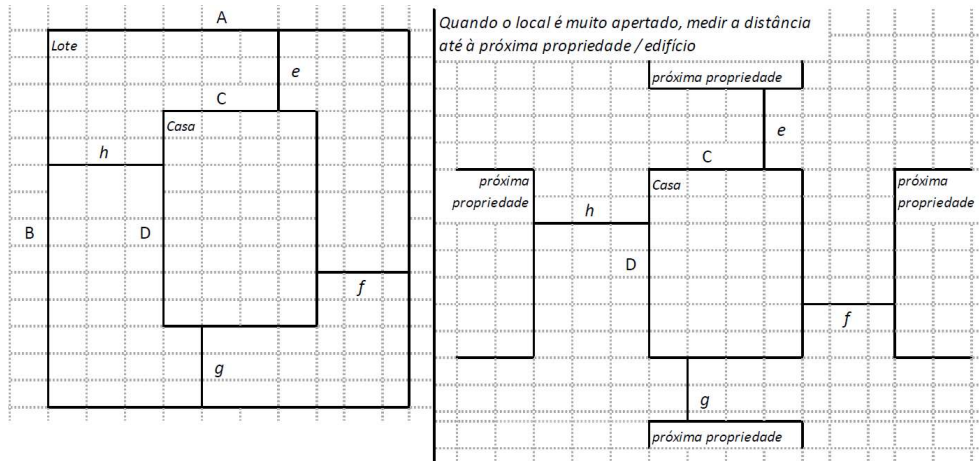 A
Lote
e
C
Casa
h
B
D
f
g
Quando o local é muito apertado, medir a distância
até à próxima propriedade / edifício
próxima propriedade
e
C
próxima
propriedade
Casa
próxima
propriedade
h
D
f
g
próxima propriedade